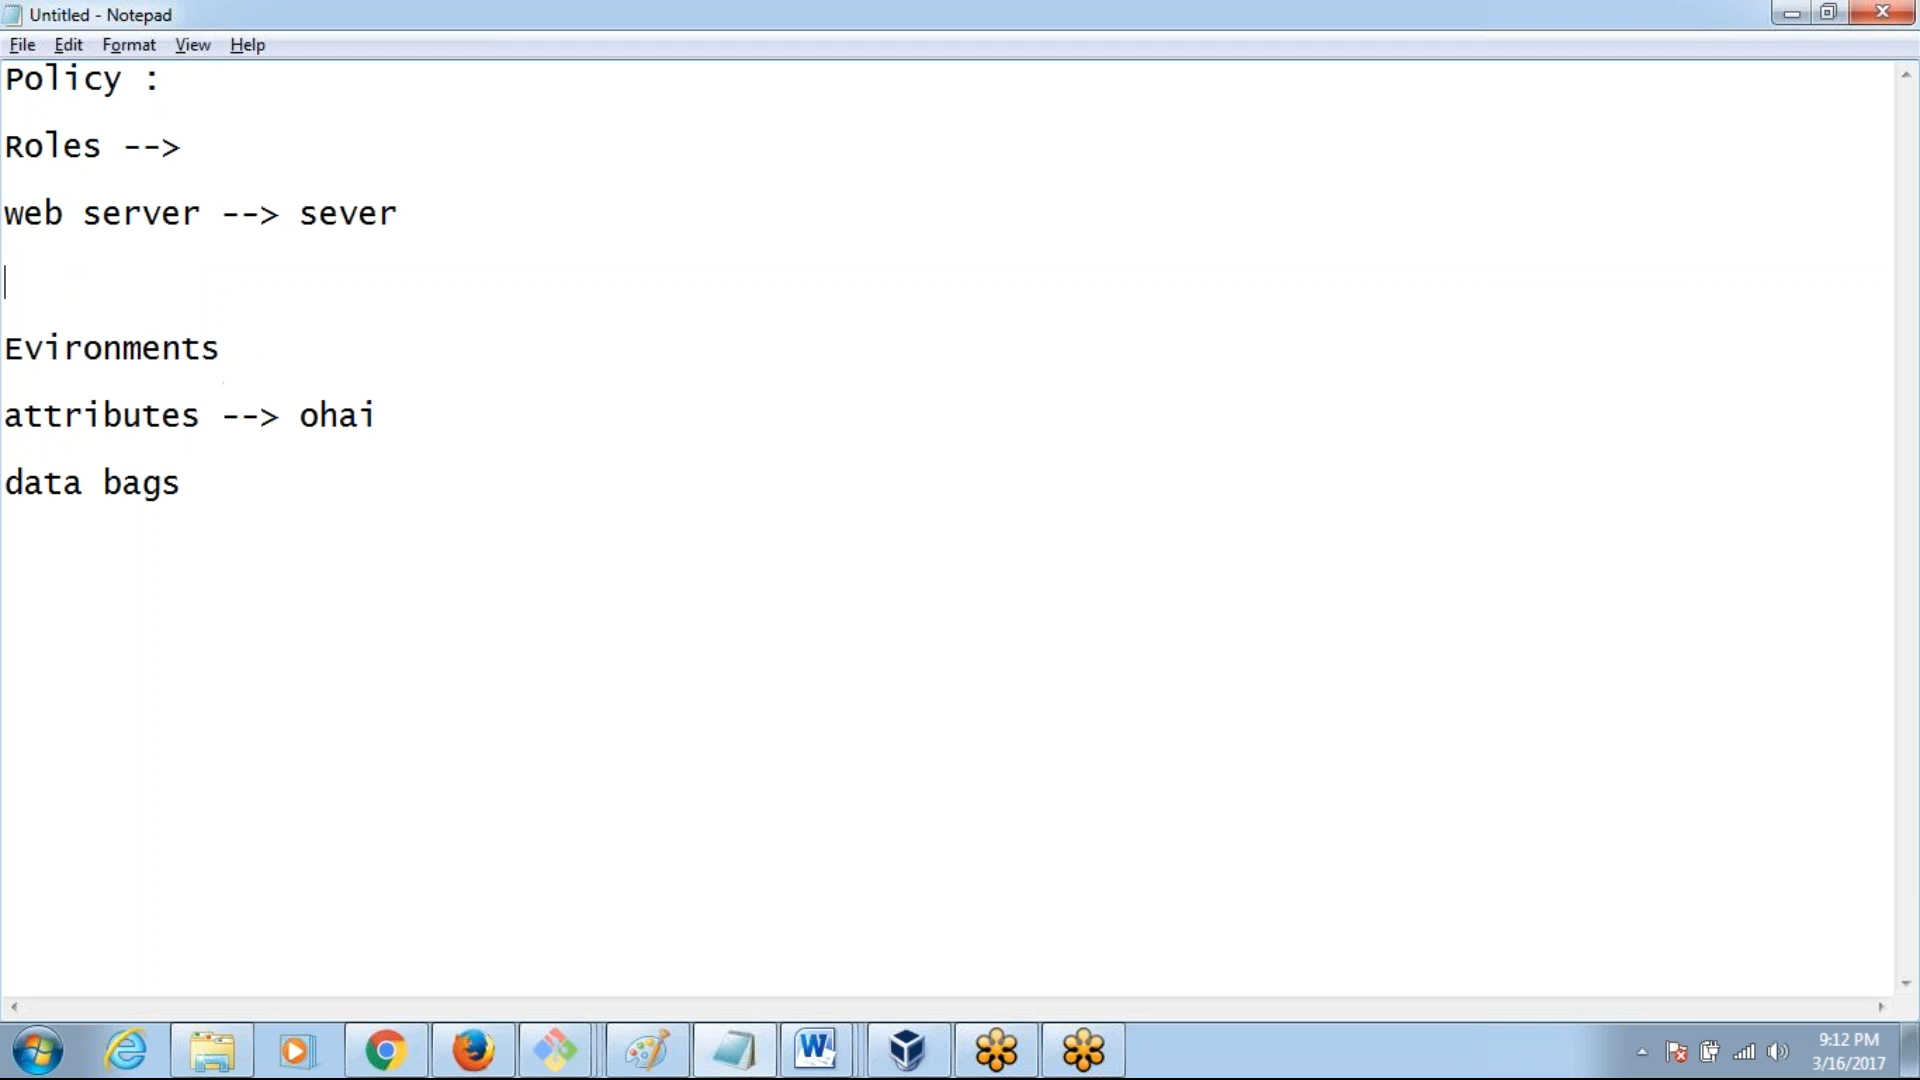 Untitled - Notepad
File Edit Format View Help
Policy :
Roles -->
web server --> sever
Evironments
attributes --> ohai
data bags
9:12 PM
3/16/2017